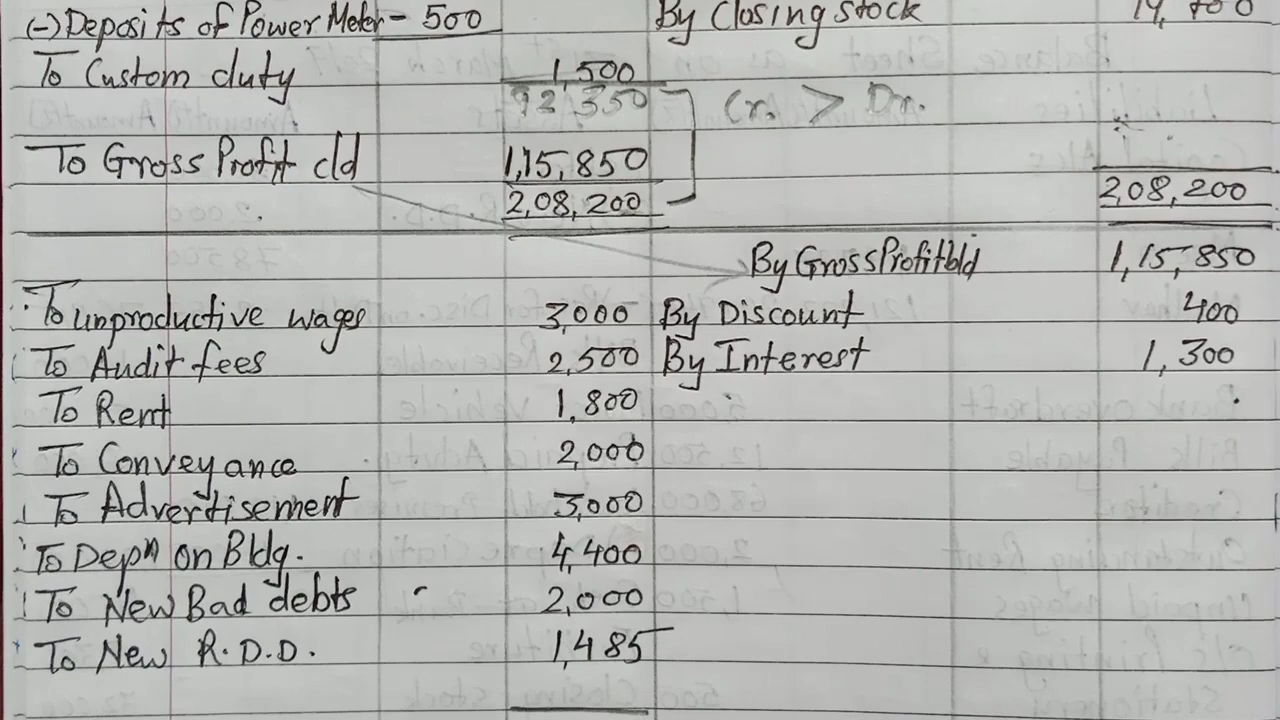 (-) Deposits of Power Meter - 500 By Closing stock
To Custom duty 1,500
92,350 Cr. > Dr.
To Gross Profit c/d 1,15,850
2,08,200 2,08,200
By Gross Profit b/d 1,15,850
To unproductive wages 3,000 By Discount 400
To Audit fees 2,500 By Interest 1,300
To Rent 1,800
To Conveyance 2,000
To Advertisement 3,000
To Depn on Bldg. 4,400
To New Bad debts 2,000
To New R.D.D. 1,485